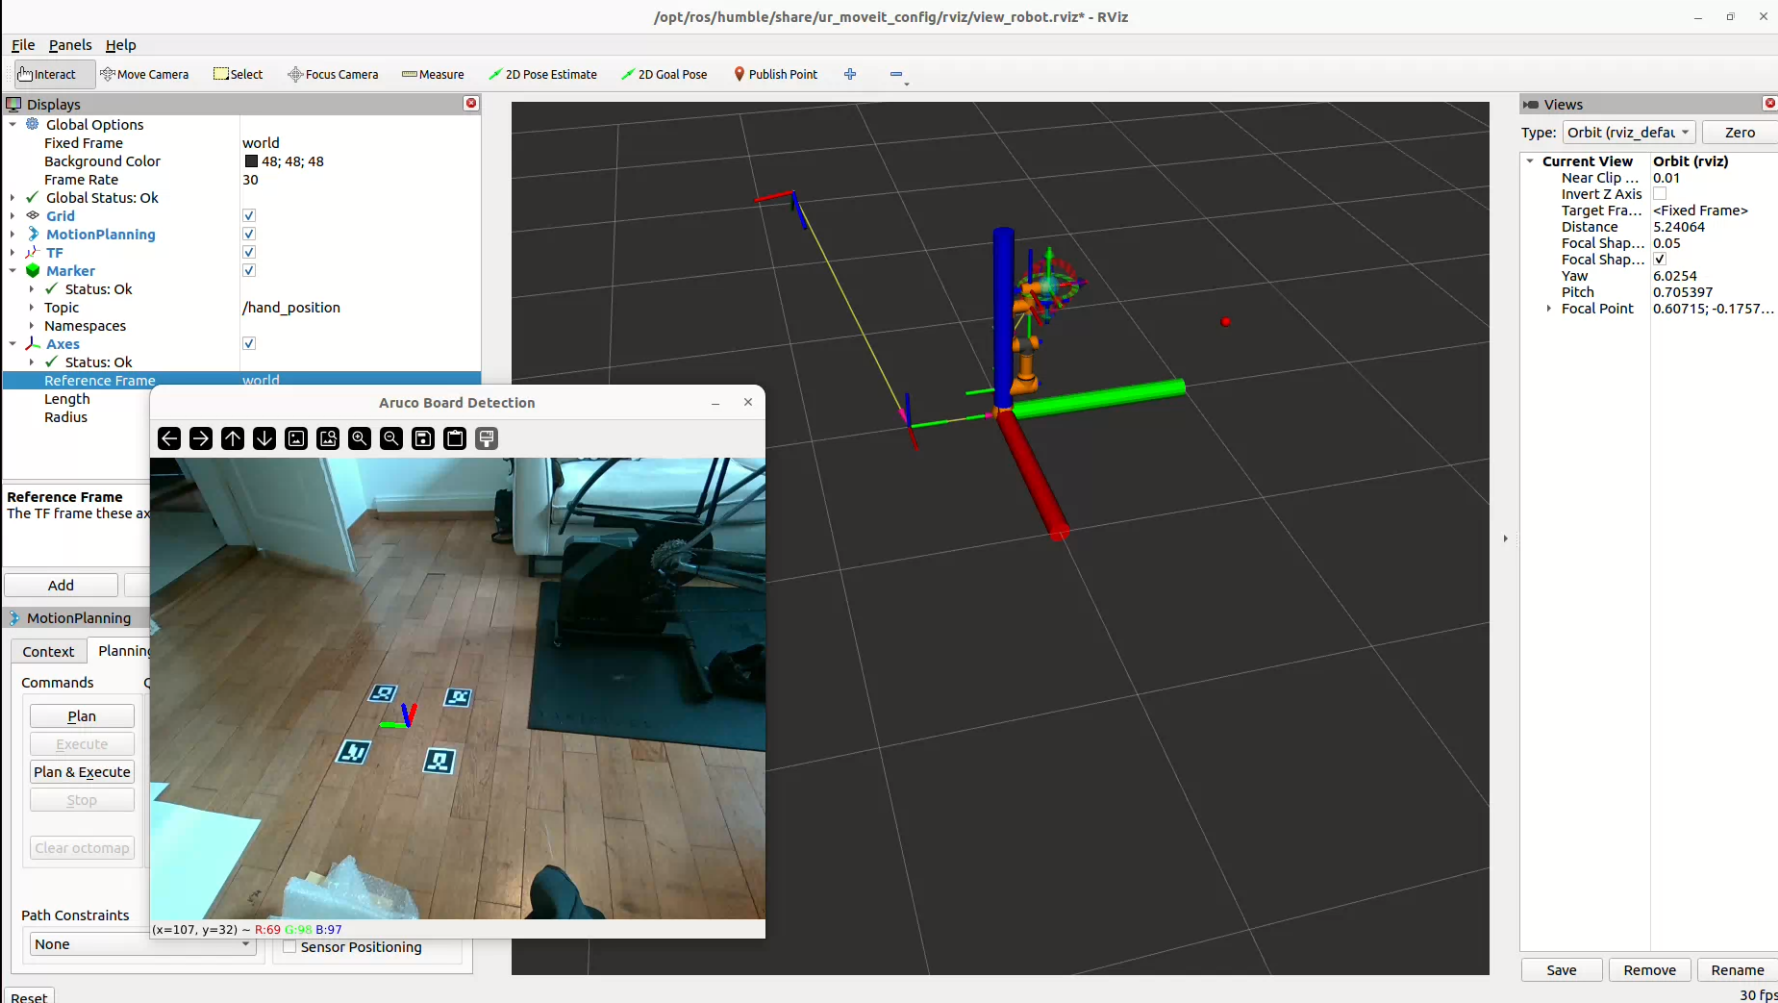 /opt/ros/humble/share/ur_moveit_config/rviz/view_robot.rviz* - RViz
File Panels Help
Interact Move Camera Select Focus Camera Measure 2D Pose Estimate 2D Goal Pose Publish Point
Displays
Global Options
Fixed Frame world
Background Color 48; 48; 48
Frame Rate 30
Global Status: Ok
Grid
MotionPlanning
TF
Marker
Status: Ok
Topic /hand_position
Namespaces
Axes
Status: Ok
Reference Frame world
Length
Radius
Reference Frame
The TF frame these ax
Add
MotionPlanning
Context Planning
Commands
Plan
Execute
Plan & Execute
Stop
Clear octomap
Path Constraints
None
Sensor Positioning
Reset
Aruco Board Detection
(x=107, y=32) ~ R:69 G:98 B:97
Views
Type: Orbit (rviz_defau Zero
Current View Orbit (rviz)
Near Clip ... 0.01
Invert Z Axis
Target Fra... <Fixed Frame>
Distance 5.24064
Focal Shap... 0.05
Focal Shap...
Yaw 6.0254
Pitch 0.705397
Focal Point 0.60715; -0.1757...
Save Remove Rename
30 fps